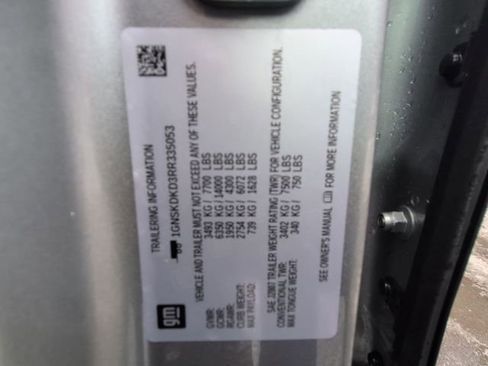 TRAILERING INFORMATION
1GNSKDKD3RR335053
VEHICLE AND TRAILER MUST NOT EXCEED ANY OF THESE VALUES.
GVWR: 3493 KG / 7700 LBS
GCWR: 6350 KG / 14000 LBS
RGAWR: 1950 KG / 4300 LBS
CURB WEIGHT: 2754 KG / 6072 LBS
MAX PAYLOAD: 739 KG / 1628 LBS
SAE J2807 TRAILER WEIGHT RATING (TWR) FOR VEHICLE CONFIGURATION.
CONVENTIONAL TWR: 3402 KG / 7500 LBS
MAX TONGUE WEIGHT: 340 KG / 750 LBS
SEE OWNER'S MANUAL FOR MORE INFORMATION
gm